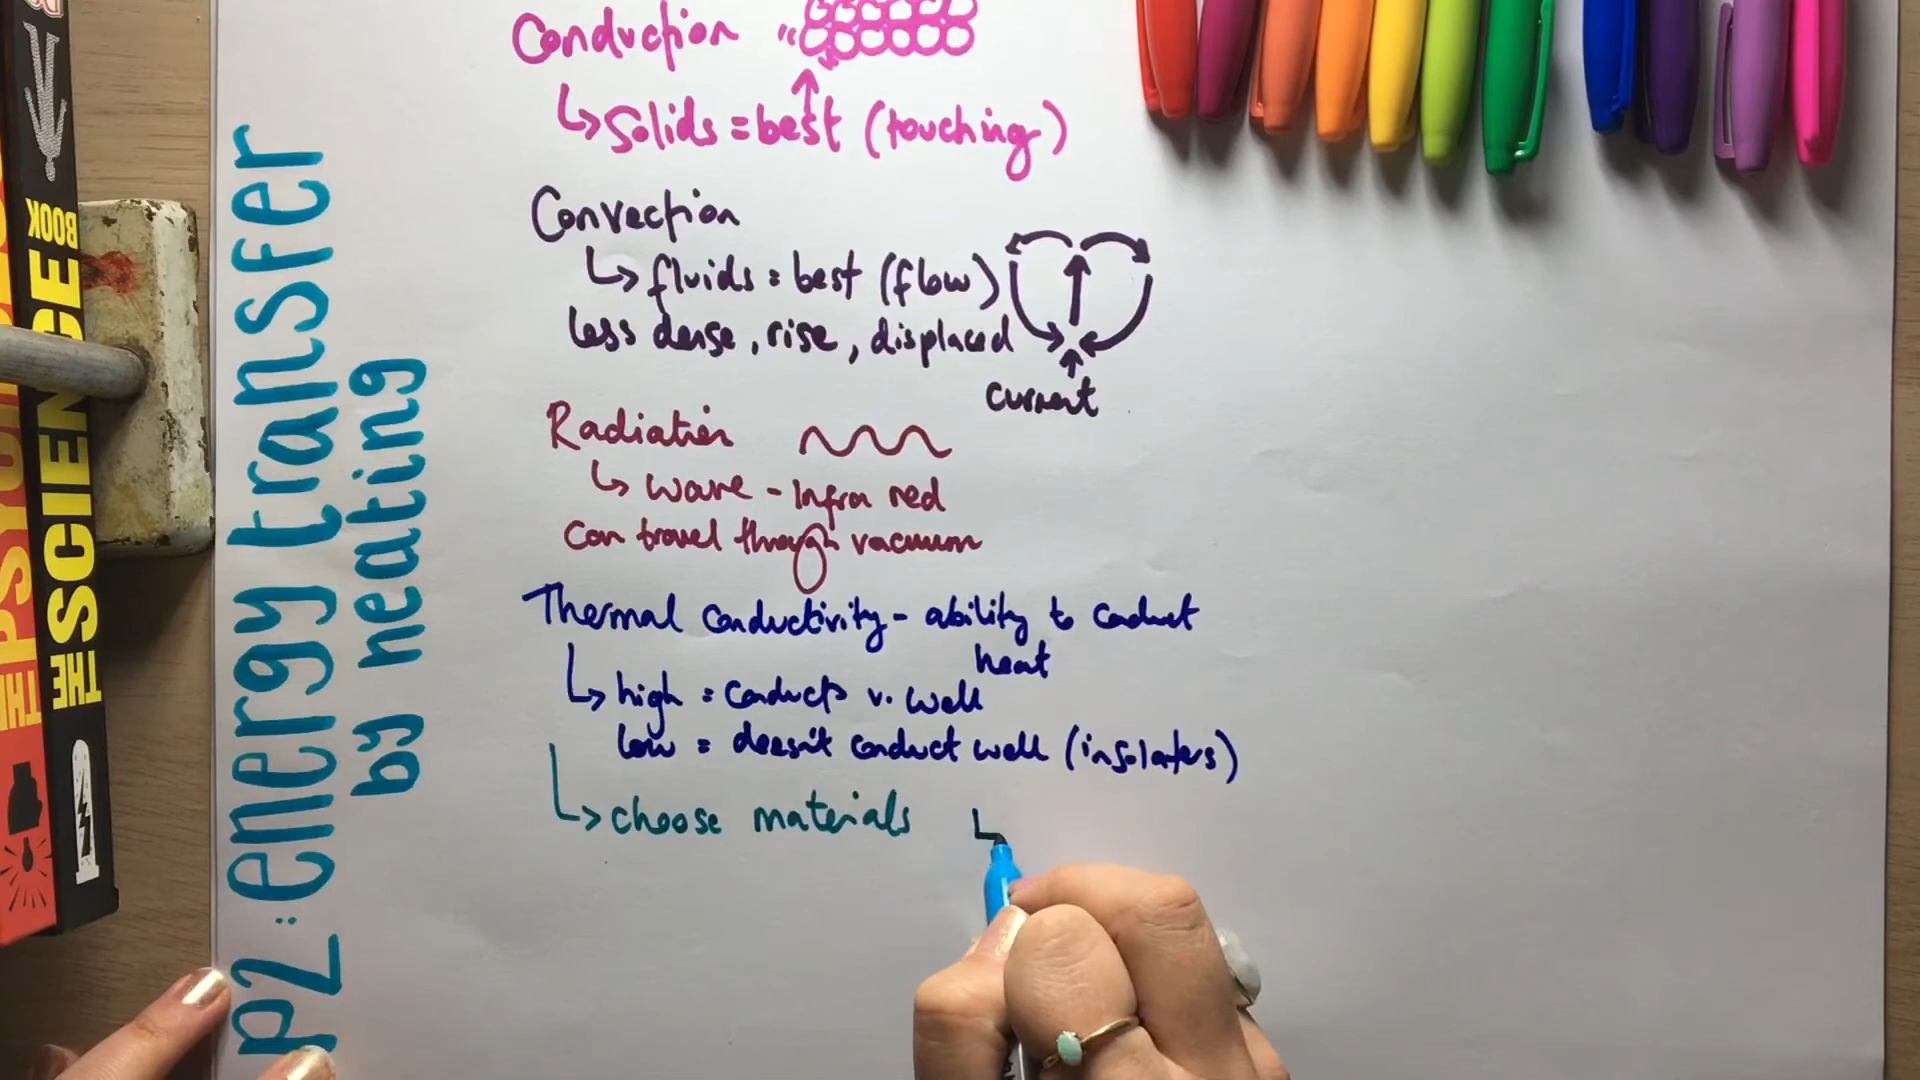 Conduction
↳ Solids = best (touching)
Convection
↳ fluids = best (flow)
less dense, rise, displaced
current
Radiation
↳ wave - Infra red
Can travel through vacuum
Thermal conductivity - ability to conduct
heat
↳ high = conducts v. well
low = doesn't conduct well (insolaters)
↳ choose materials
P2: energy transfer
by heating
THE SCIENCE BOOK
THE